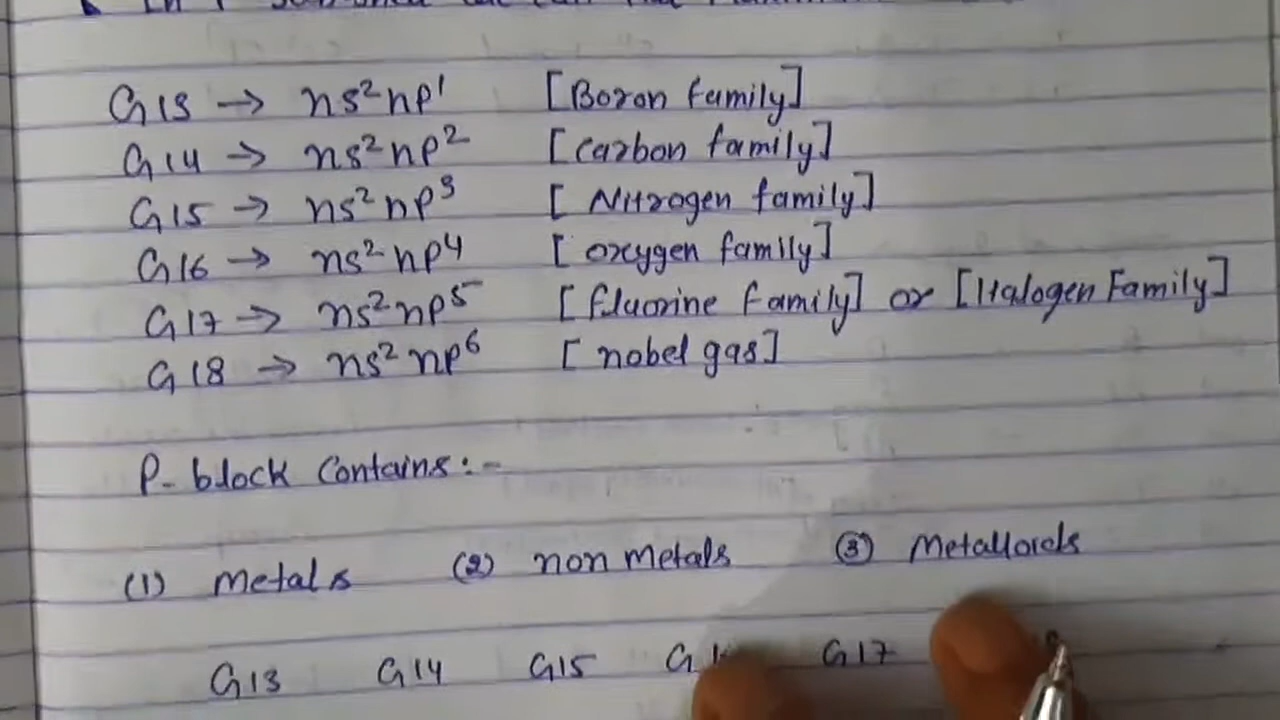 G13 → ns²np¹ [Boron family]
G14 → ns²np² [carbon family]
G15 → ns²np³ [Nitrogen family]
G16 → ns²np⁴ [oxygen family]
G17 → ns²np⁵ [fluorine family] or [Halogen Family]
G18 → ns²np⁶ [nobel gas]
P-block Contains:-
(1) metals (2) non metals (3) Metalloids
G13 G14 G15 G17